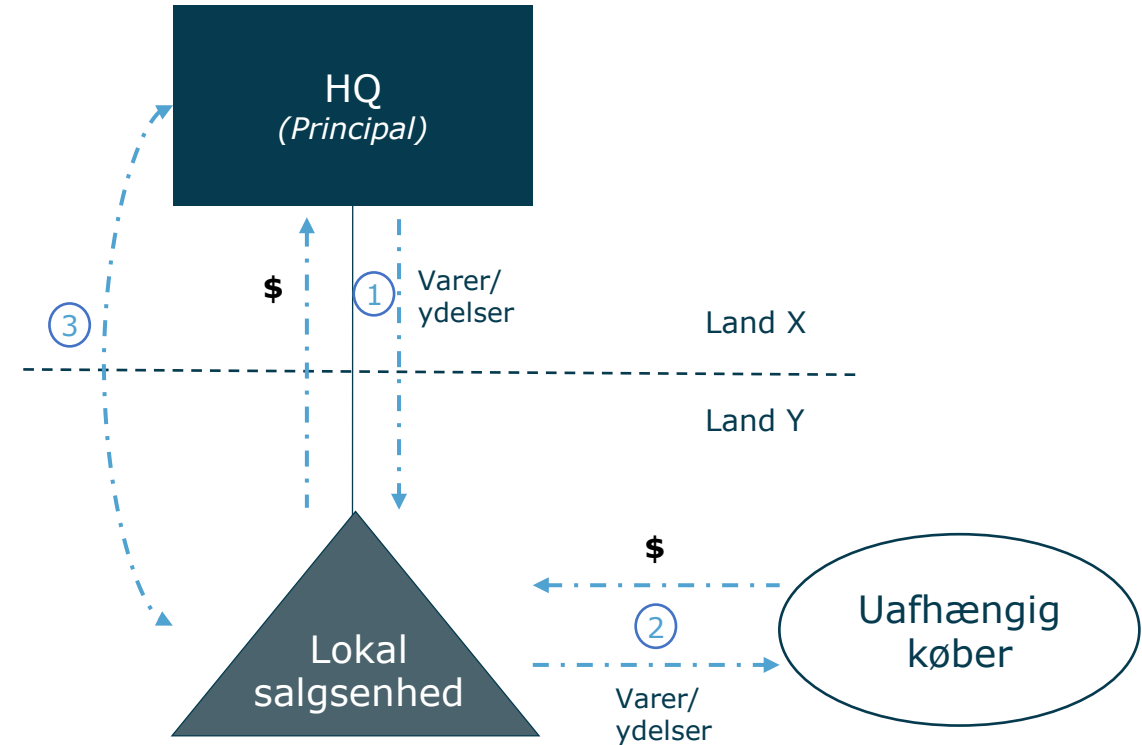 HQ
(Principal)
$
1
Varer/
ydelser
3
Land X
Land Y
$
2
Varer/
ydelser
Lokal
salgsenhed
Uafhængig
køber